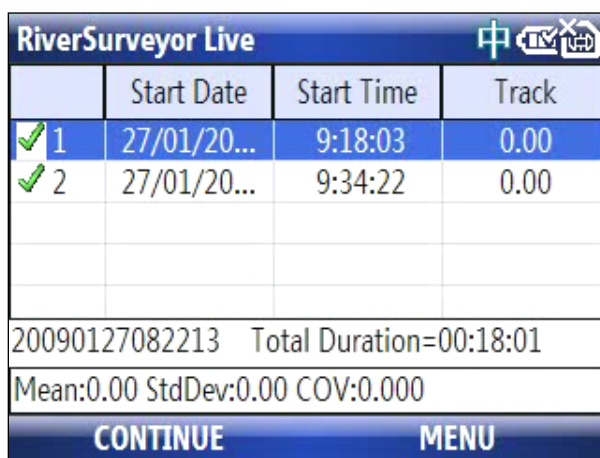 RiverSurveyor Live 中
Start Date Start Time Track
1 27/01/20... 9:18:03 0.00
2 27/01/20... 9:34:22 0.00
20090127082213 Total Duration=00:18:01
Mean:0.00 StdDev:0.00 COV:0.000
CONTINUE MENU